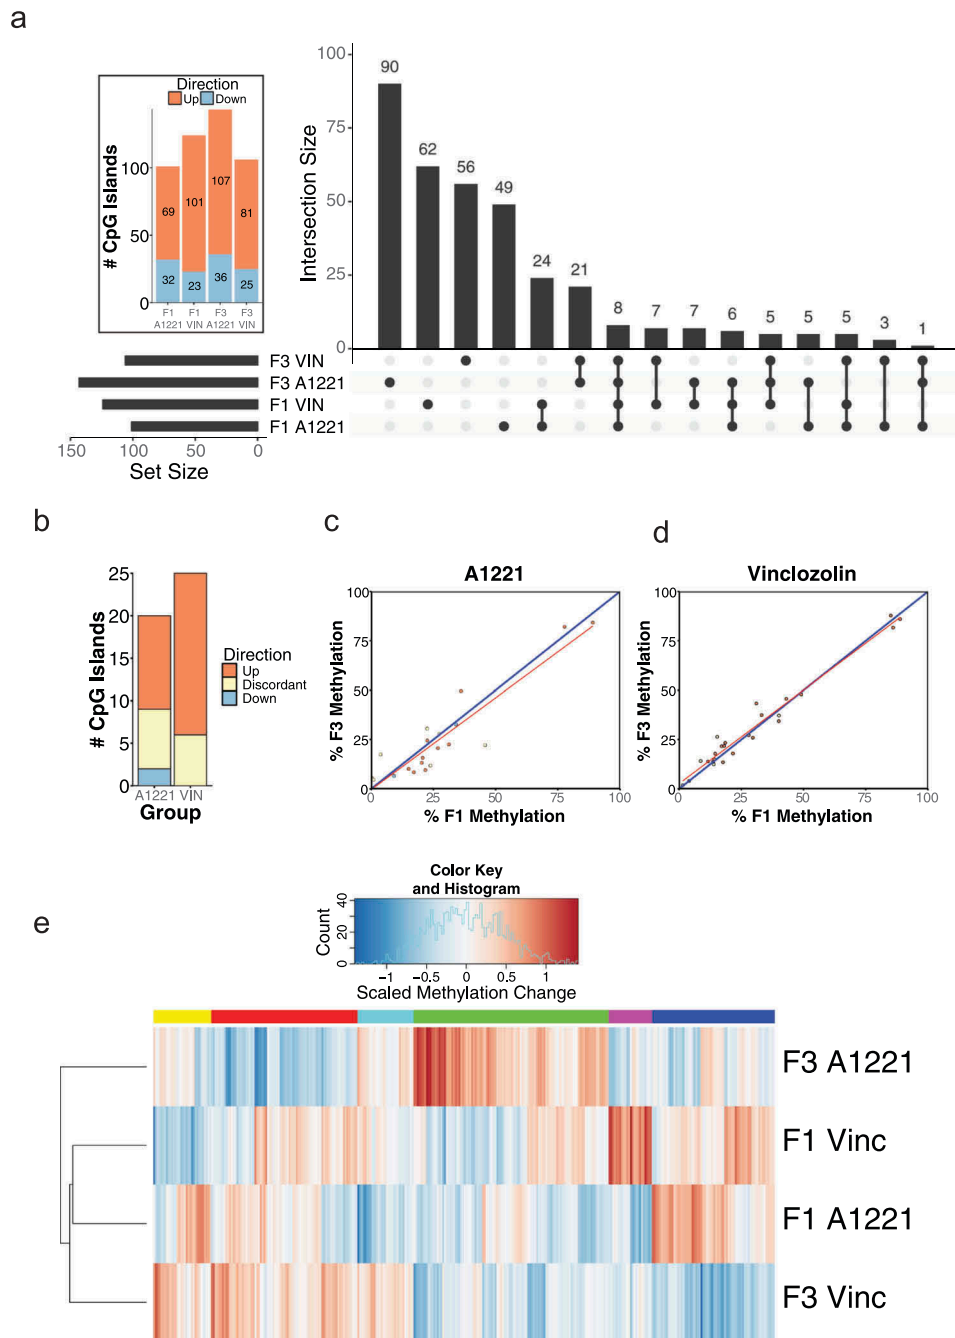 a
Direction
Up Down
# CpG Islands
100
50
0
69
101
107
81
32
23
36
25
F1 A1221
F1 VIN
F3 A1221
F3 VIN
Intersection Size
100
75
50
25
0
90
62
56
49
24
21
8
7
7
6
5
5
5
3
1
F3 VIN
F3 A1221
F1 VIN
F1 A1221
150 100 50 0
Set Size
b
# CpG Islands
25
20
15
10
5
0
A1221 VIN
Group
Direction
Up
Discordant
Down
c
A1221
% F3 Methylation
100
75
50
25
0
0 25 50 75 100
% F1 Methylation
d
Vinclozolin
% F3 Methylation
100
75
50
25
0
0 25 50 75 100
% F1 Methylation
e
Color Key
and Histogram
Count
0 20 40
−1 −0.5 0 0.5 1
Scaled Methylation Change
F3 A1221
F1 Vinc
F1 A1221
F3 Vinc